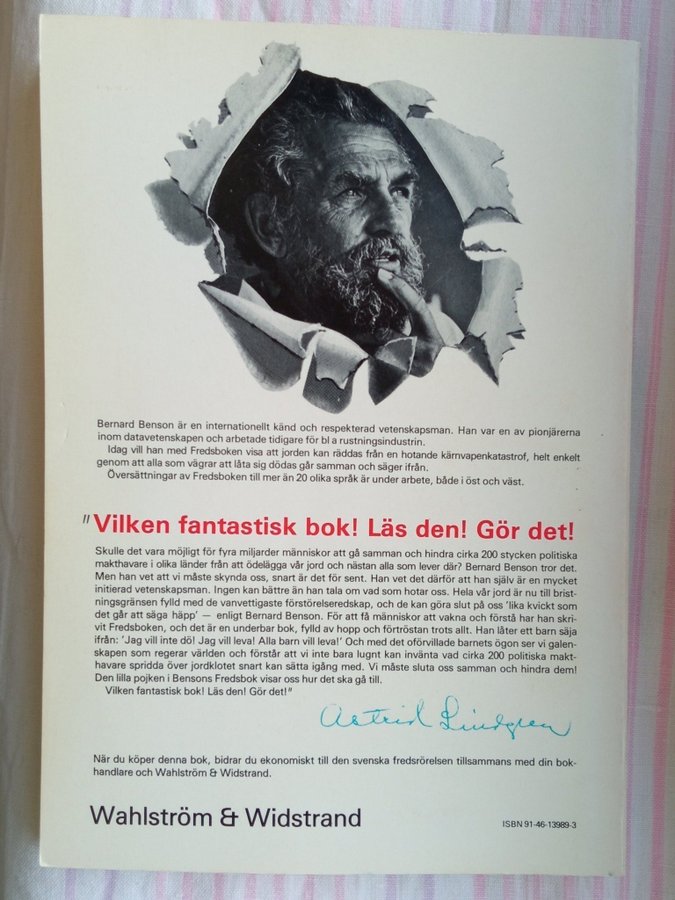 Bernard Benson är en internationellt känd och respekterad vetenskapsman. Han var en av pionjärerna
inom datavetenskapen och arbetade tidigare för bl a rustningsindustrin.
Idag vill han med Fredsboken visa att jorden kan räddas från en hotande kärnvapenkatastrof, helt enkelt
genom att alla som vägrar att låta sig dödas går samman och säger ifrån.
Översättningar av Fredsboken till mer än 20 olika språk är under arbete, både i öst och väst.
"Vilken fantastisk bok! Läs den! Gör det!
Skulle det vara möjligt för fyra miljarder människor att gå samman och hindra cirka 200 stycken politiska
makthavare i olika länder från att ödelägga vår jord och nästan alla som lever där? Bernard Benson tror det.
Men han vet att vi måste skynda oss, snart är det för sent. Han vet det därför att han själv är en mycket
initierad vetenskapsman. Ingen kan bättre än han tala om vad som hotar oss. Hela vår jord är nu till brist-
ningsgränsen fylld med de vanvettigaste förstörelseredskap, och de kan göra slut på oss 'lika kvickt som
det går att säga häpp' — enligt Bernard Benson. För att få människor att vakna och förstå har han skri-
vit Fredsboken, och det är en underbar bok, fylld av hopp och förtröstan trots allt. Han låter ett barn säja
ifrån: 'Jag vill inte dö! Jag vill leva! Alla barn vill leva!' Och med det oförvillade barnets ögon ser vi galen-
skapen som regerar världen och förstår att vi inte bara lugnt kan invänta vad cirka 200 politiska makt-
havare spridda över jordklotet snart kan sätta igång med. Vi måste sluta oss samman och hindra dem!
Den lilla pojken i Bensons Fredsbok visar oss hur det ska gå till.
Vilken fantastisk bok! Läs den! Gör det!"
Astrid Lindgren
När du köper denna bok, bidrar du ekonomiskt till den svenska fredsrörelsen tillsammans med din bok-
handlare och Wahlström & Widstrand.
Wahlström & Widstrand
ISBN 91-46-13989-3